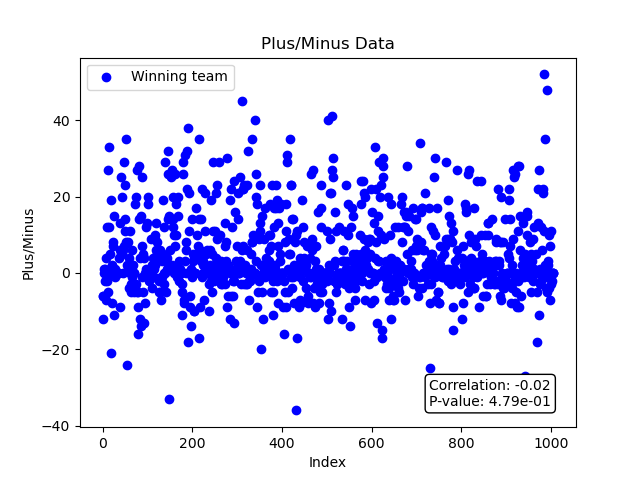 Plus/Minus Data
Winning team
Plus/Minus
40
20
0
−20
−40
0
200
400
600
800
1000
Index
Correlation: -0.02
P-value: 4.79e-01